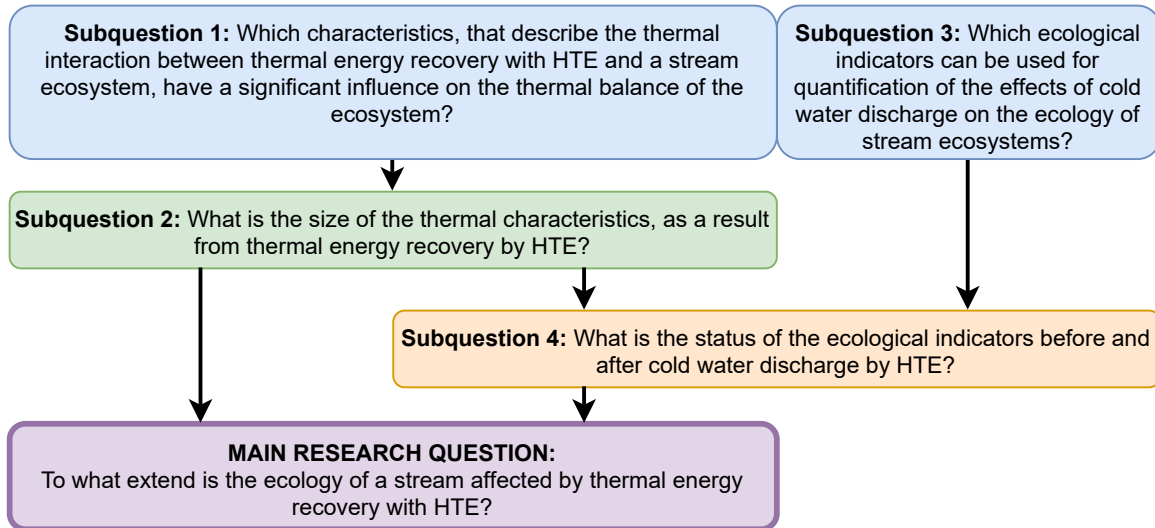 Subquestion 1: Which characteristics, that describe the thermal
interaction between thermal energy recovery with HTE and a stream
ecosystem, have a significant influence on the thermal balance of the
ecosystem?
Subquestion 3: Which ecological
indicators can be used for
quantification of the effects of cold
water discharge on the ecology of
stream ecosystems?
Subquestion 2: What is the size of the thermal characteristics, as a result
from thermal energy recovery by HTE?
Subquestion 4: What is the status of the ecological indicators before and
after cold water discharge by HTE?
MAIN RESEARCH QUESTION:
To what extend is the ecology of a stream affected by thermal energy
recovery with HTE?